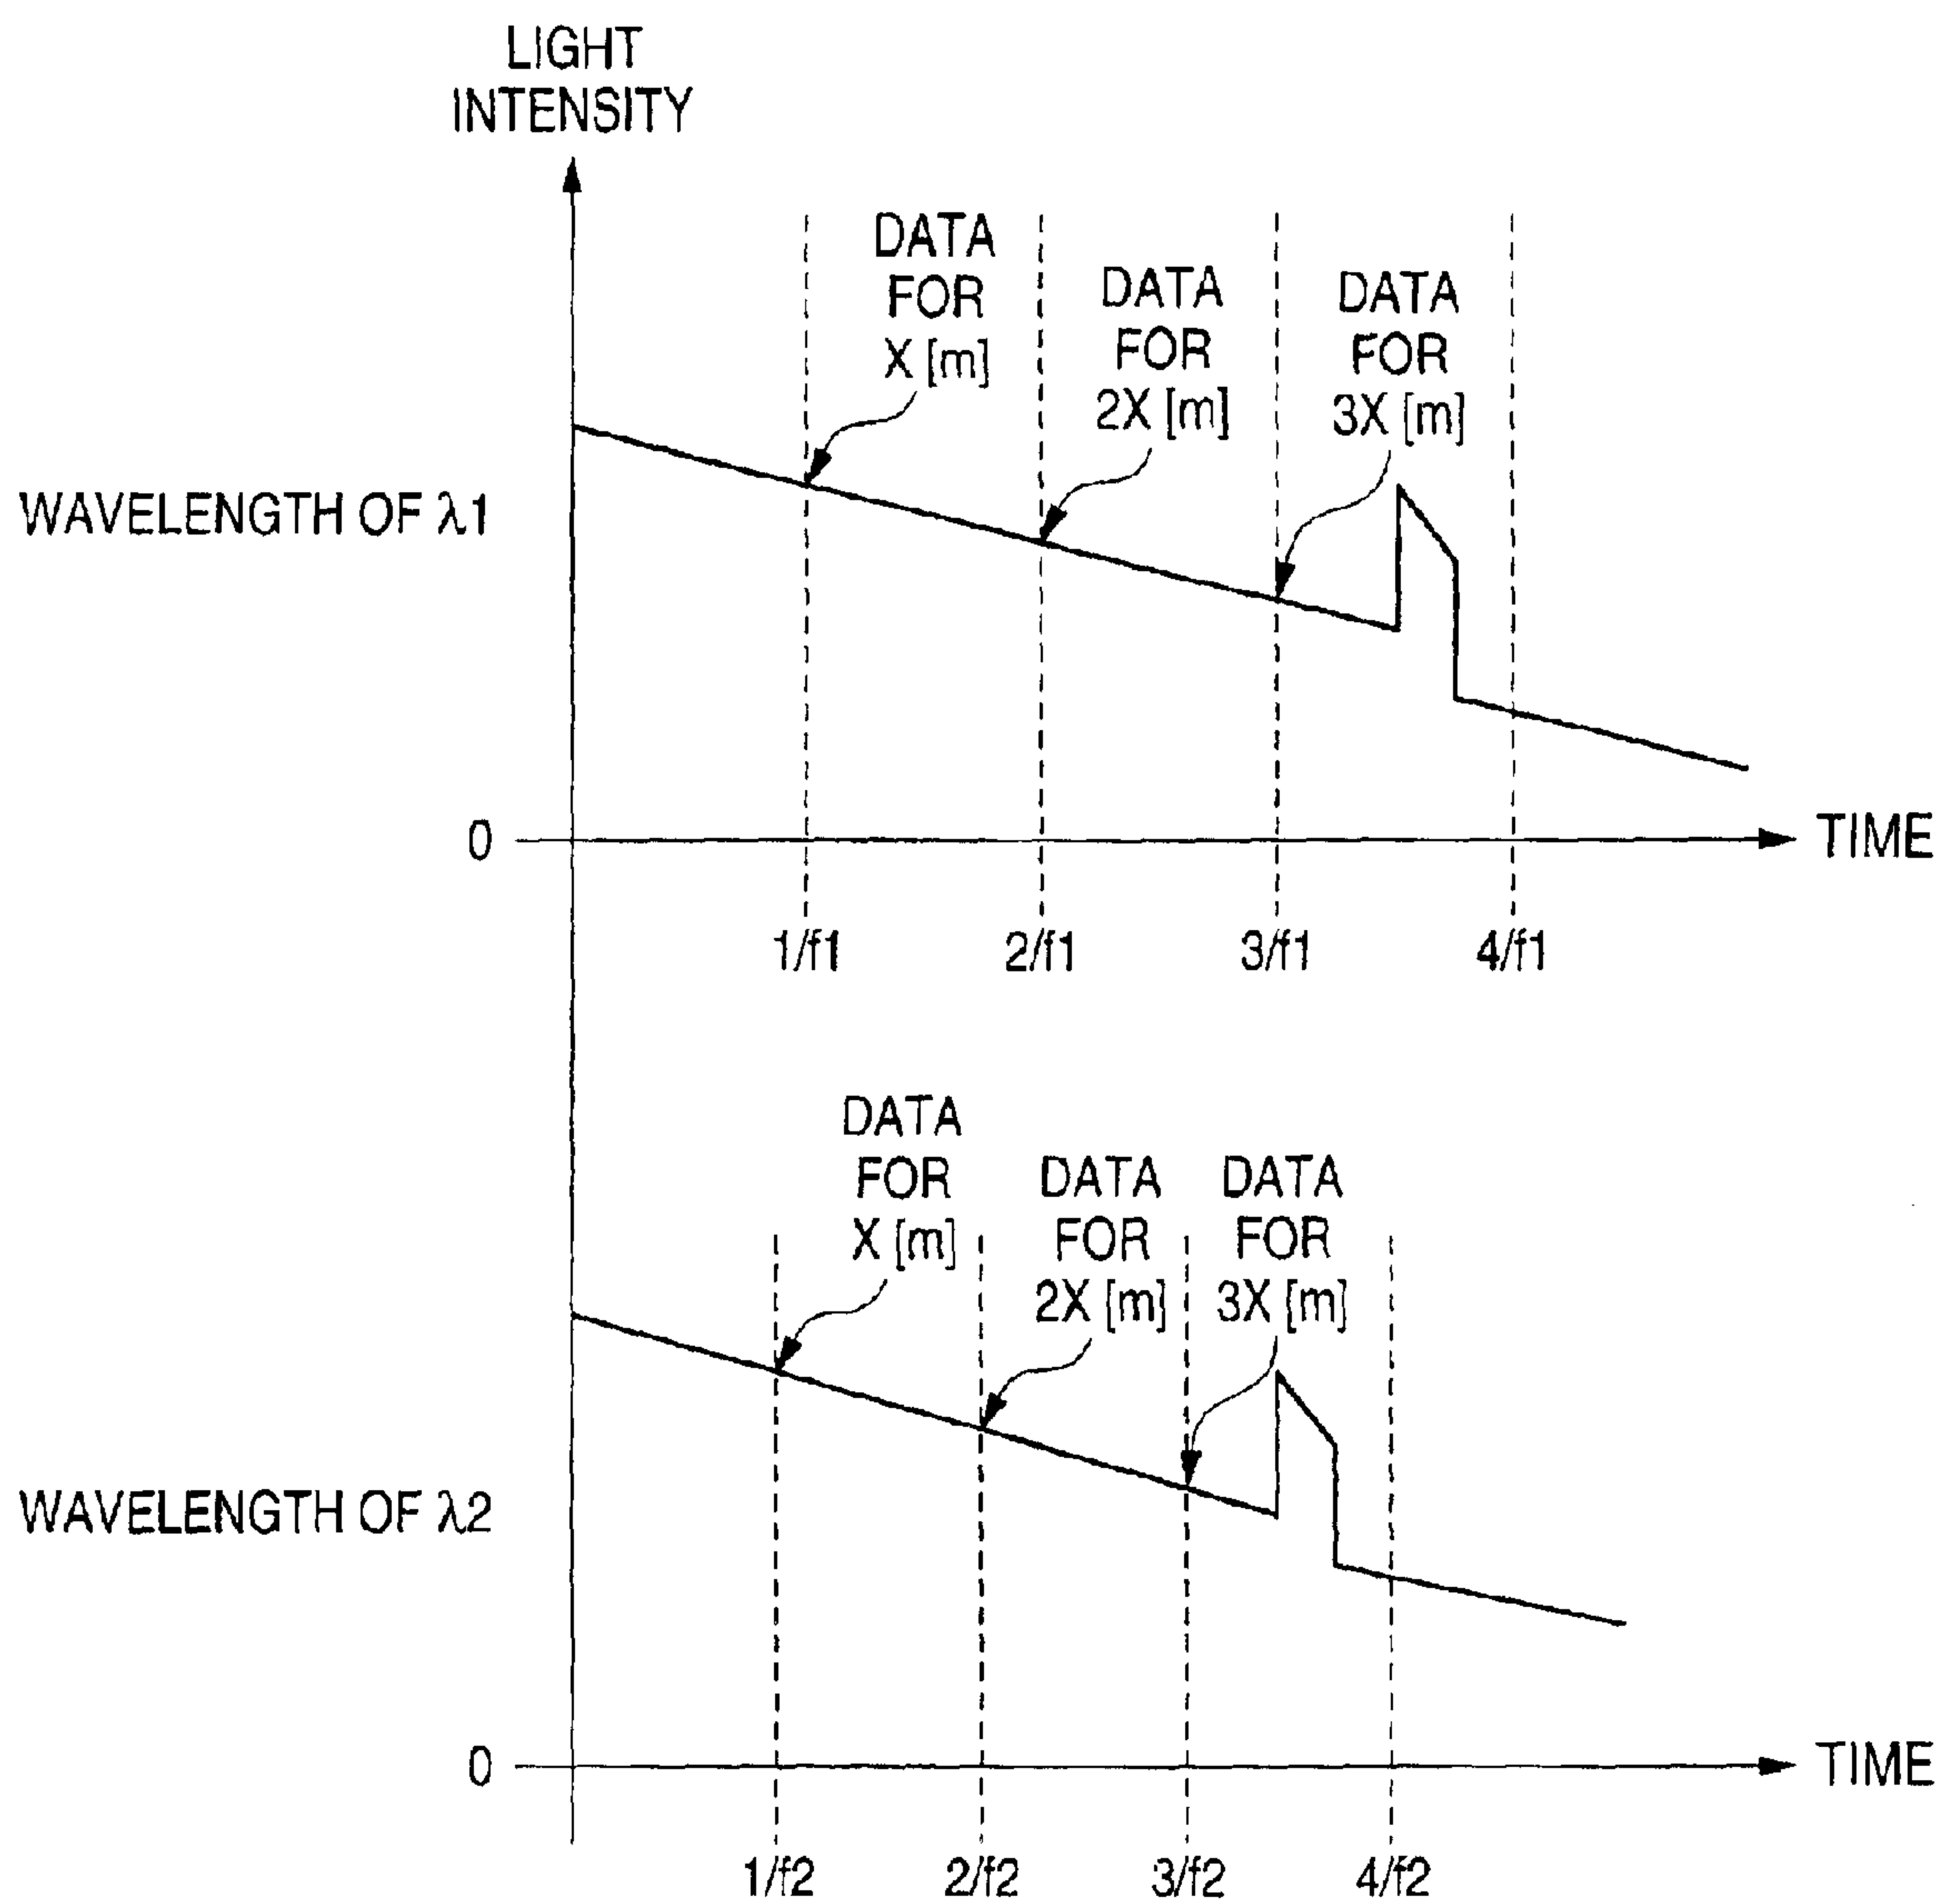 LIGHT
INTENSITY
DATA
FOR
X [m]
DATA
FOR
2X [m]
DATA
FOR
3X [m]
WAVELENGTH OF λ1
0
TIME
1/f1
2/f1
3/f1
4/f1
DATA
FOR
X [m]
DATA
FOR
2X [m]
DATA
FOR
3X [m]
WAVELENGTH OF λ2
0
TIME
1/f2
2/f2
3/f2
4/f2